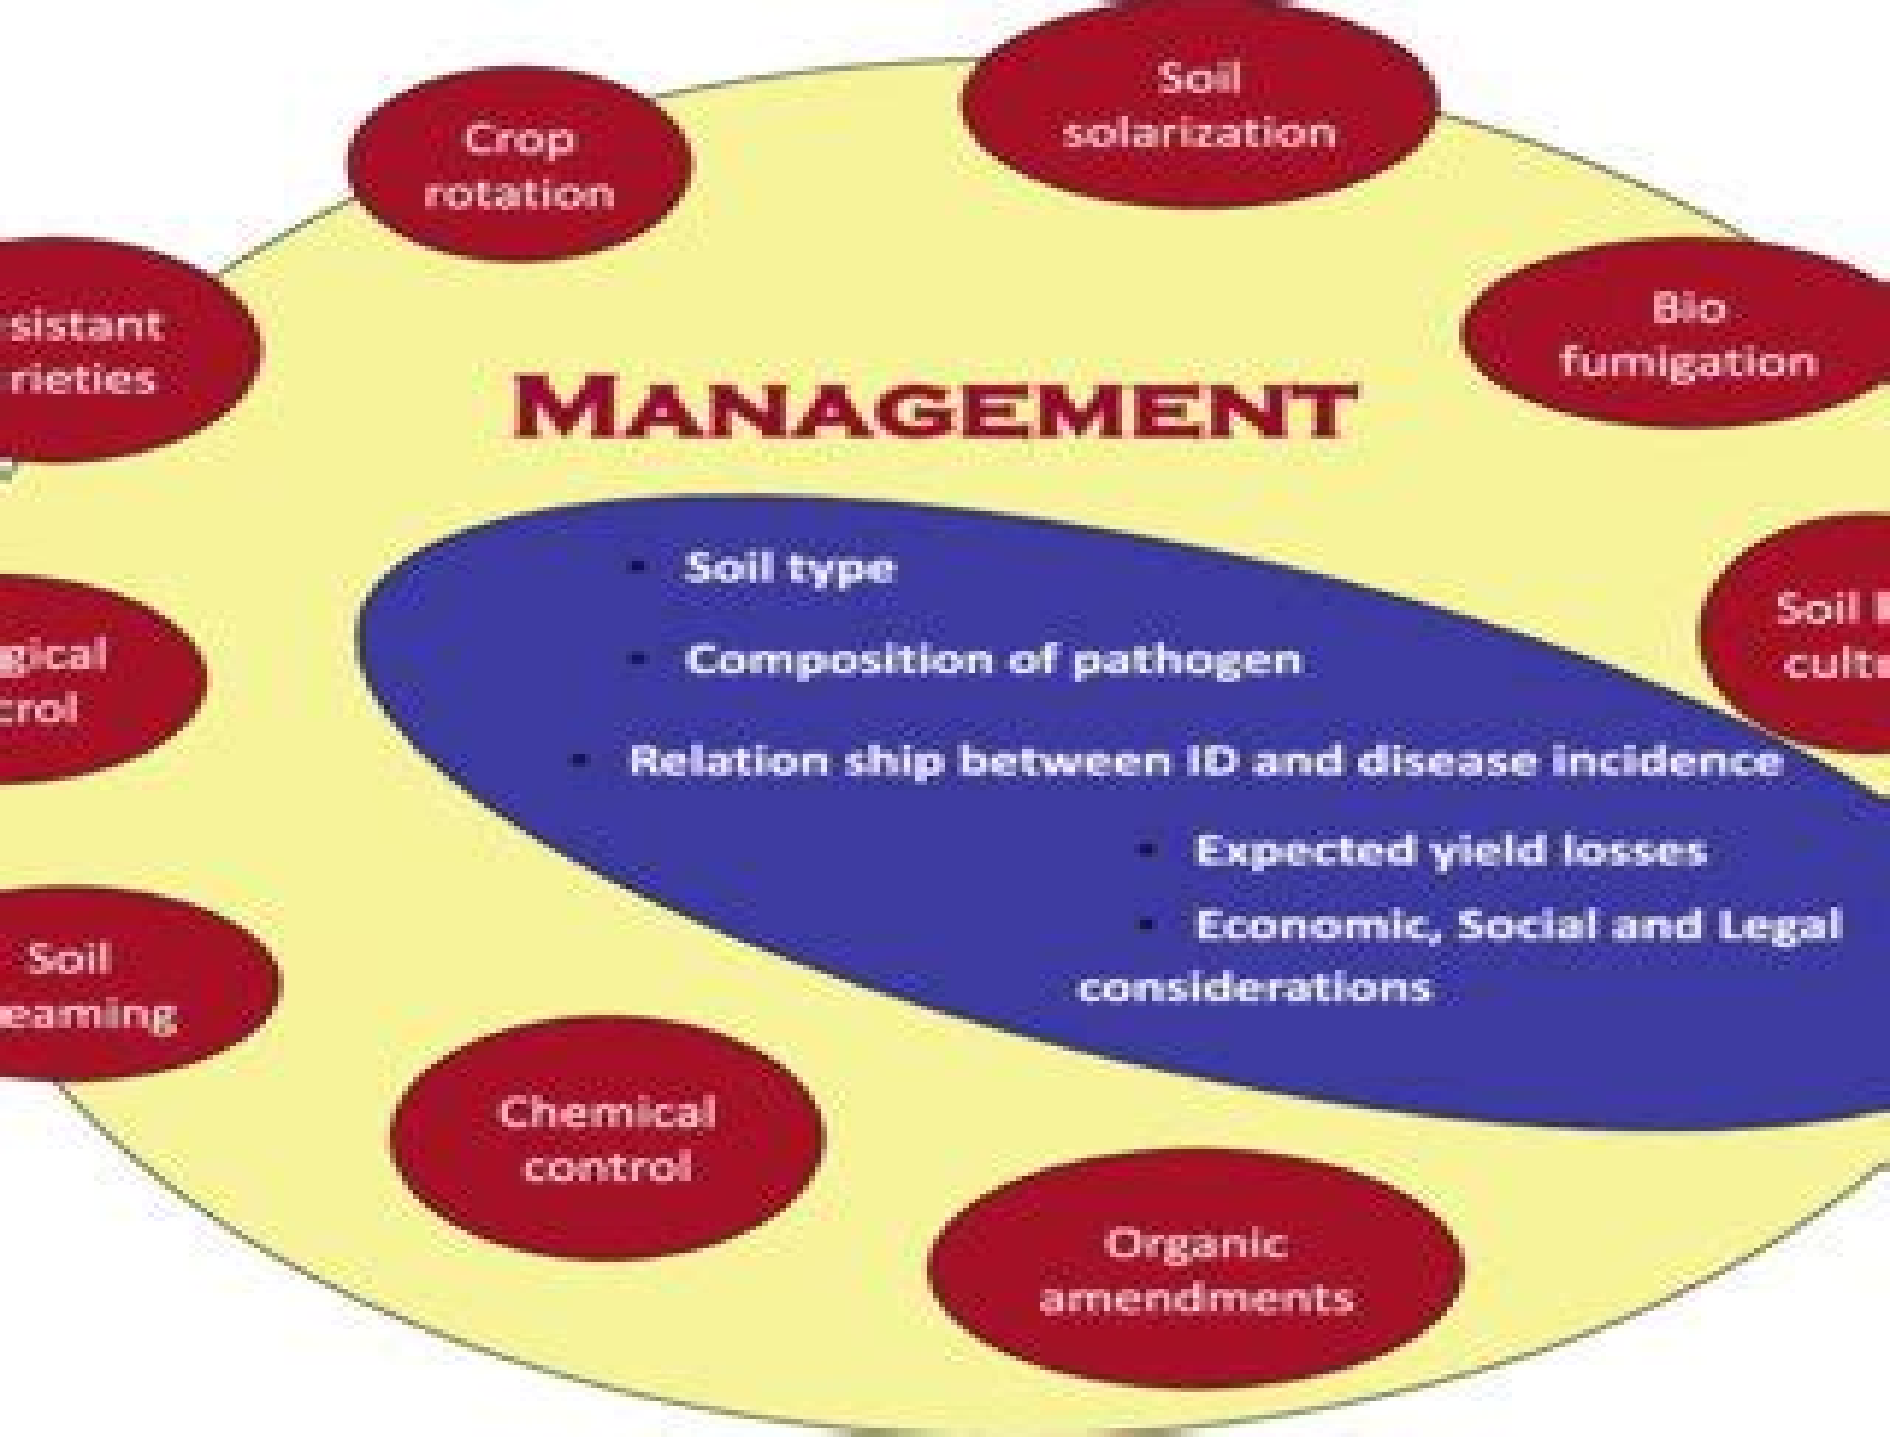 Soil
solarization
Crop
rotation
Bio
fumigation
MANAGEMENT
Soil type
Composition of pathogen
Relation ship between ID and disease incidence
Expected yield losses
Economic, Social and Legal
considerations
Soil
Soil
Chemical
control
Organic
amendments